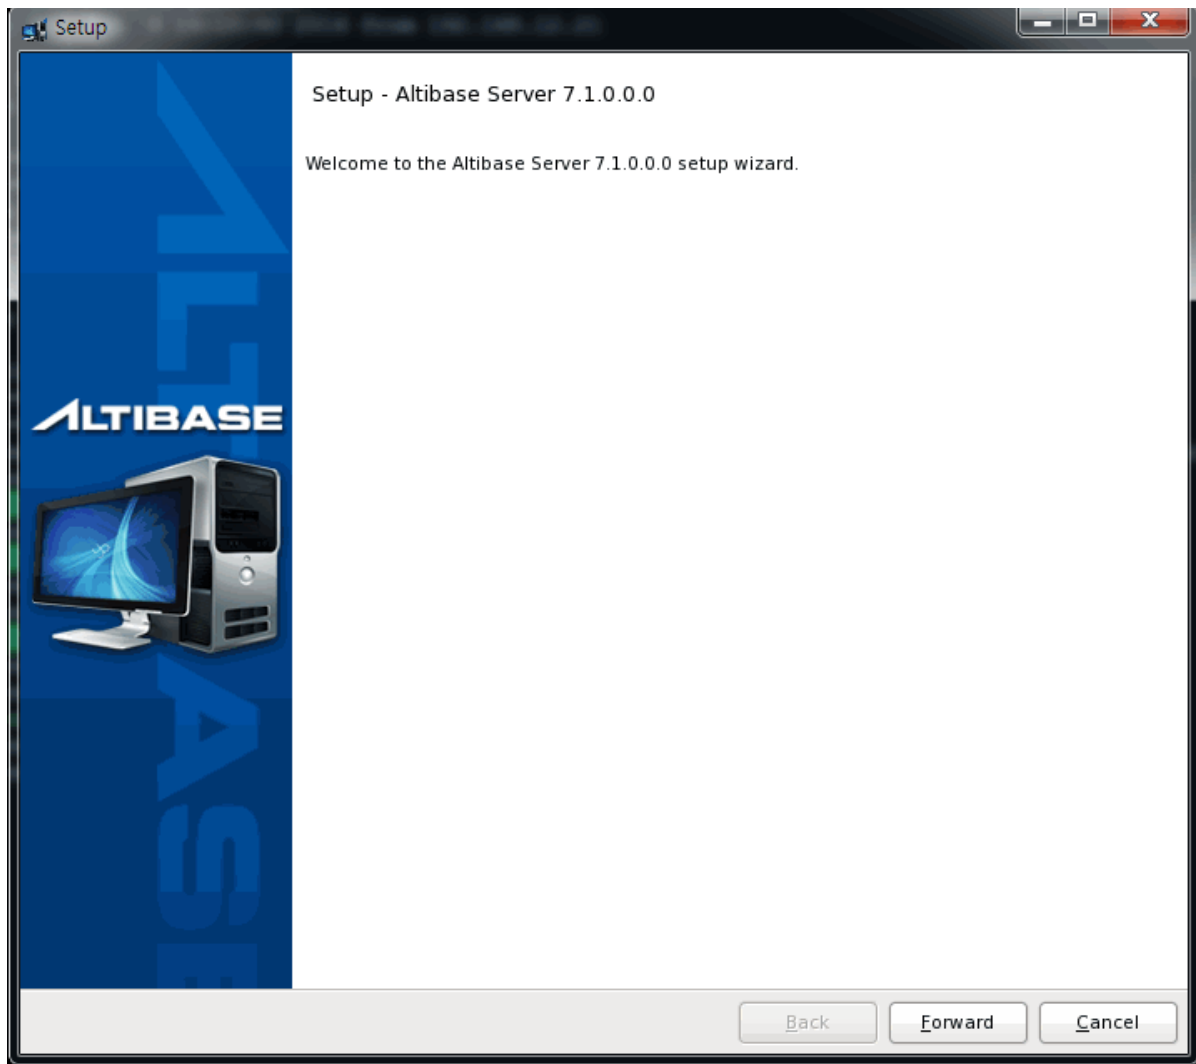 Setup
Setup - Altibase Server 7.1.0.0.0
Welcome to the Altibase Server 7.1.0.0.0 setup wizard.
ALTIBASE
Back
Forward
Cancel